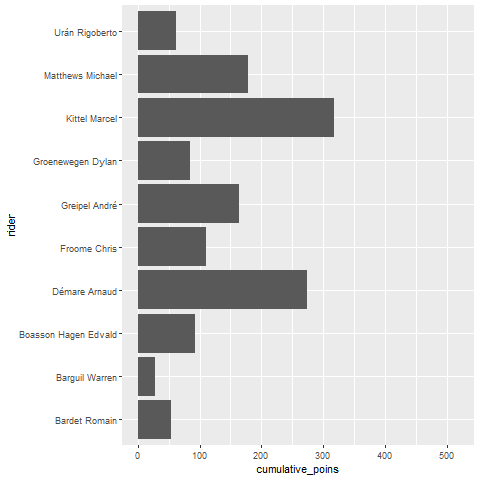 Urán Rigoberto
Matthews Michael
Kittel Marcel
Groenewegen Dylan
Greipel André
Froome Chris
Démare Arnaud
Boasson Hagen Edvald
Barguil Warren
Bardet Romain
rider
0 100 200 300 400 500
cumulative_poins